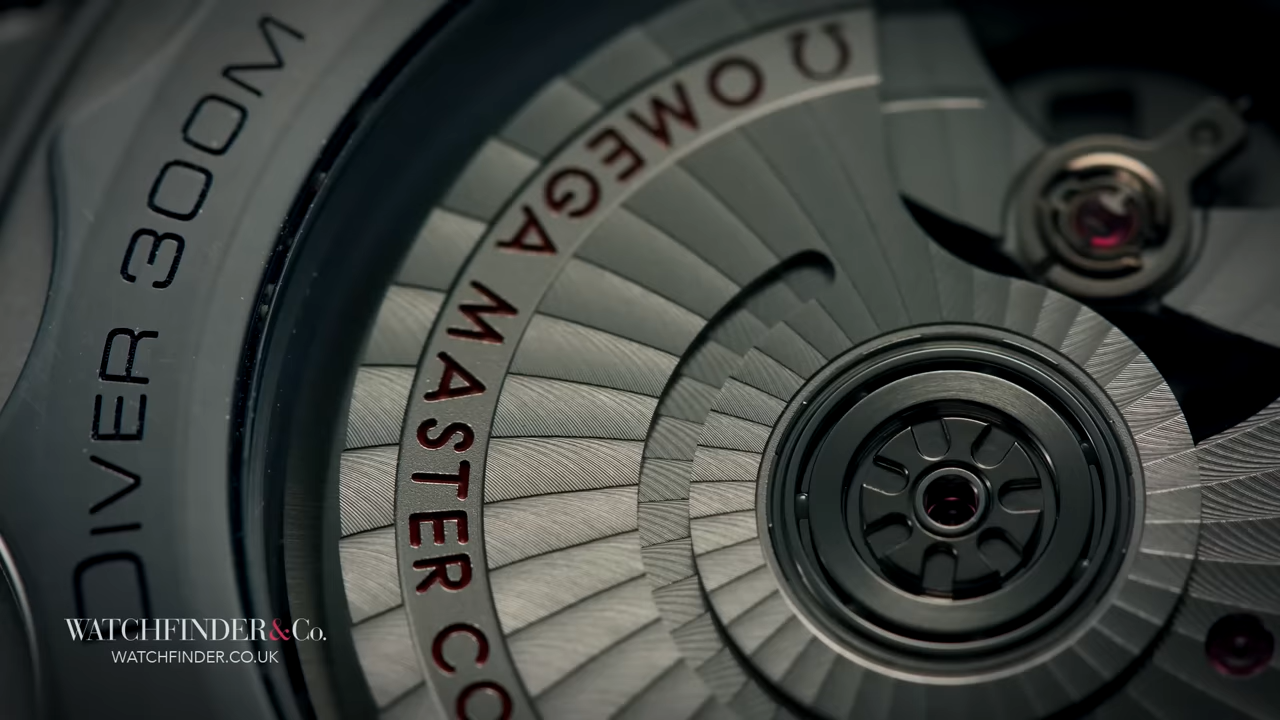 DIVER 300M
Ω OMEGA MASTER CO
WATCHFINDER&Co.
WATCHFINDER.CO.UK